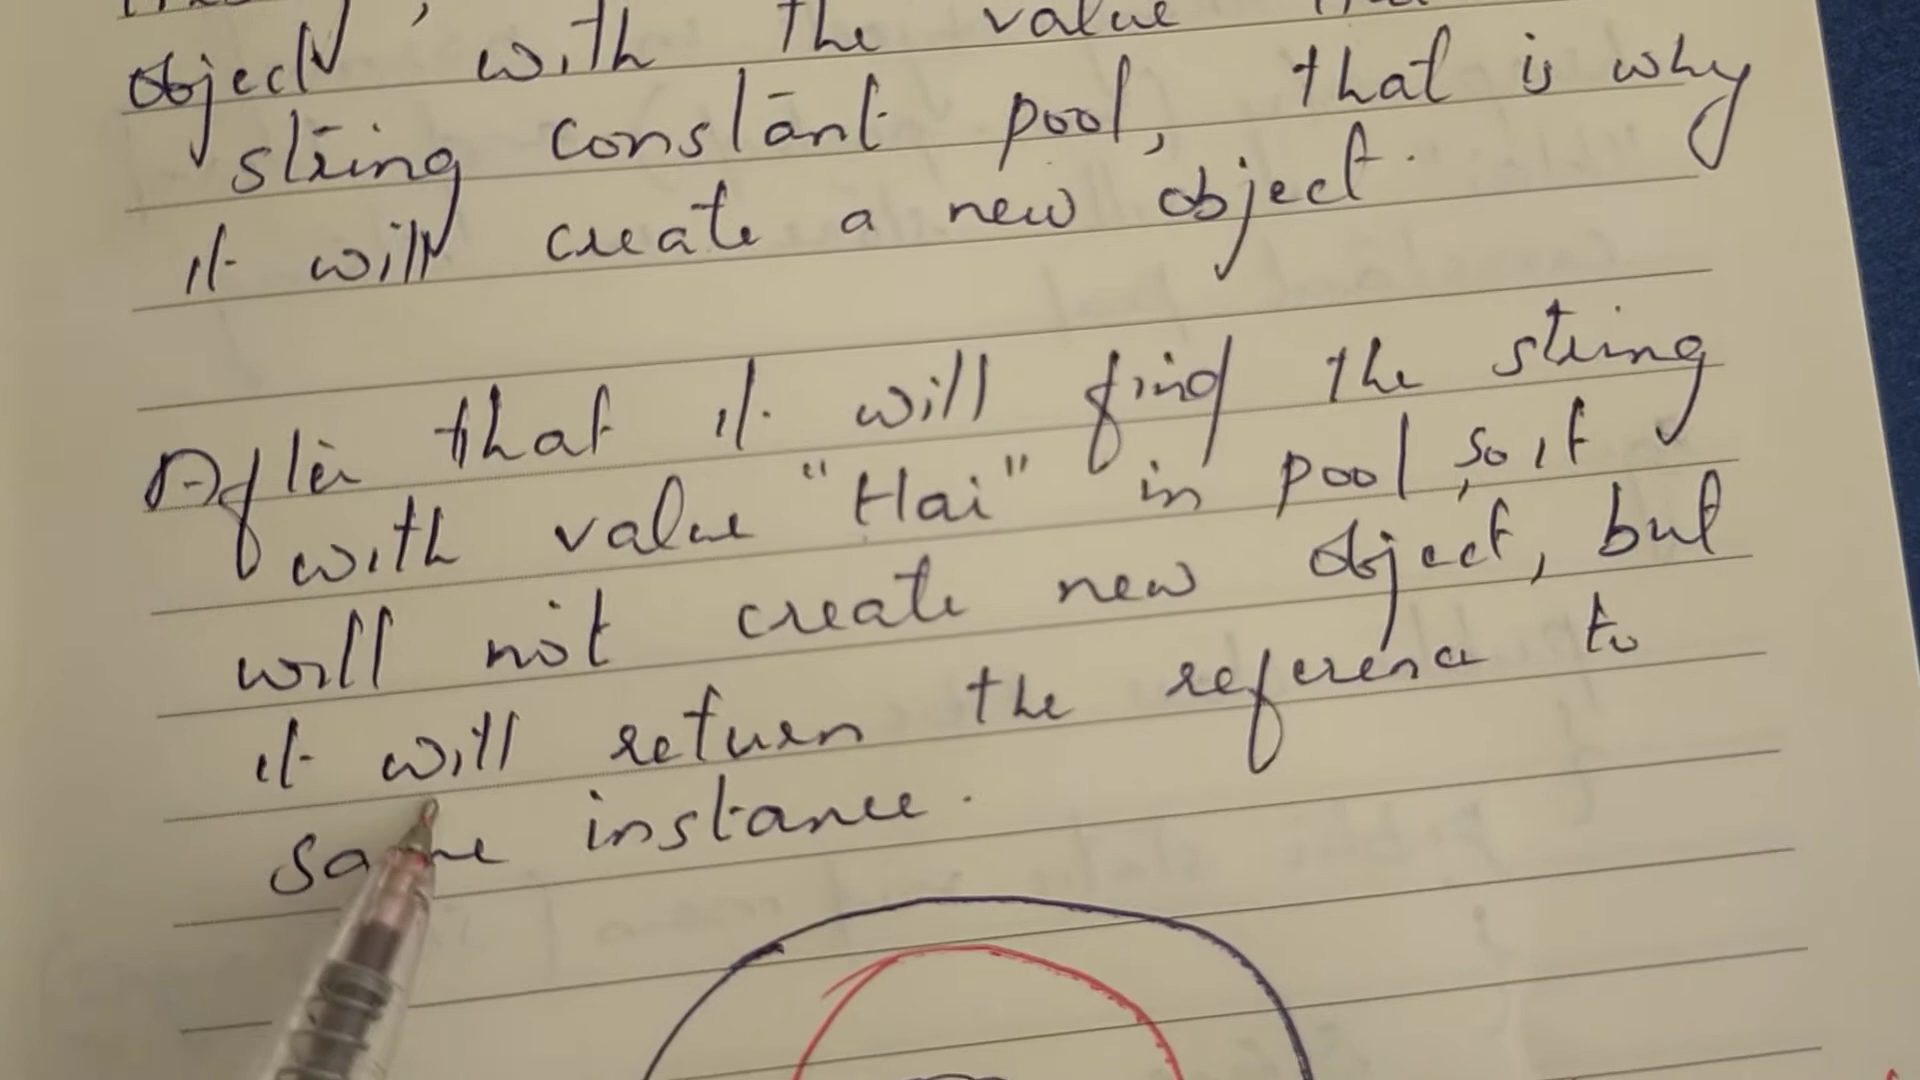 object, with the value
string constant pool, that is why
it will create a new object.
After that it will find the string
with value "Hai" in pool, so it
will not create new object, but
it will return the reference to
same instance.